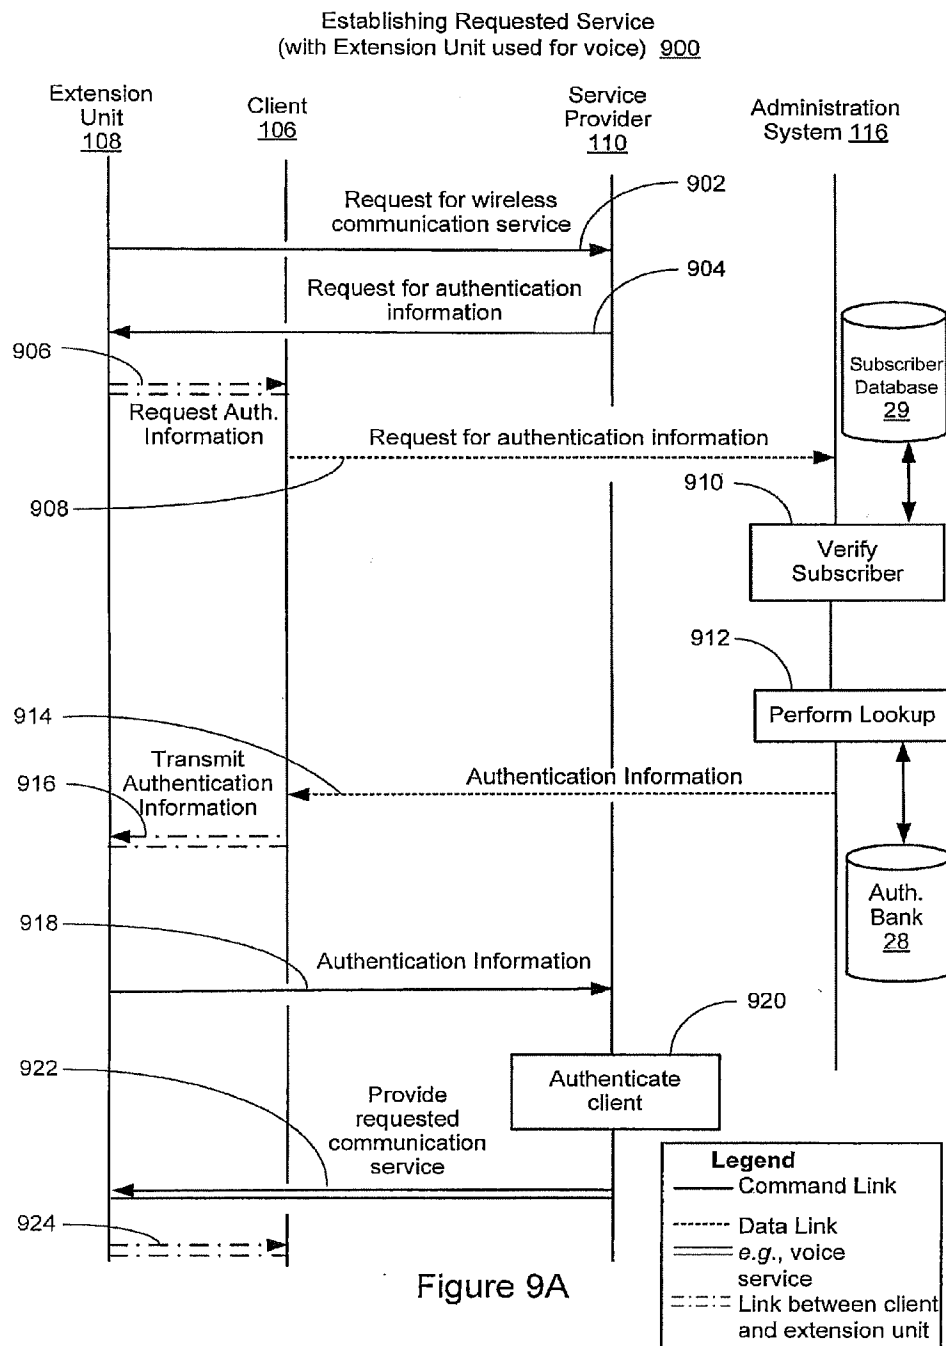 Establishing Requested Service
(with Extension Unit used for voice) 900
Extension
Unit
108
Client
106
Service
Provider
110
Administration
System 116
Request for wireless
communication service
902
Request for authentication
information
904
906
Request Auth.
Information
Subscriber
Database
29
Request for authentication information
908
910
Verify
Subscriber
912
Perform Lookup
914
Transmit
Authentication
Information
916
Authentication Information
Auth.
Bank
28
918
Authentication Information
920
Authenticate
client
922
Provide
requested
communication
service
924
Legend
Command Link
Data Link
e.g., voice
service
Link between client
and extension unit
Figure 9A